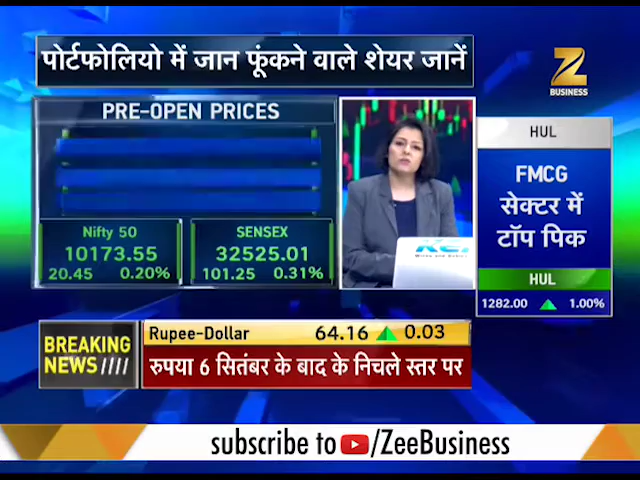 पोर्टफोलियो में जान फूंकने वाले शेयर जानें
Z
BUSINESS
PRE-OPEN PRICES
Nifty 50
10173.55
20.45 0.20%
SENSEX
32525.01
101.25 0.31%
HUL
FMCG
सेक्टर में
टॉप पिक
HUL
1282.00 1.00%
BREAKING
NEWS
Rupee-Dollar 64.16 0.03
रुपया 6 सितंबर के बाद के निचले स्तर पर
subscribe to /ZeeBusiness